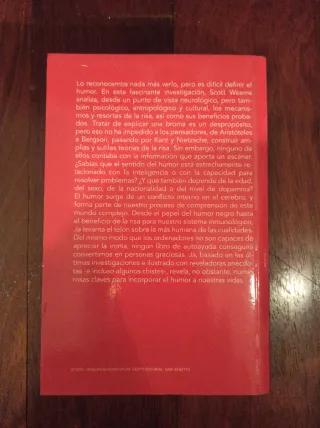 Lo reconocemos nada más verlo, pero es difícil definir el
humor. En esta fascinante investigación, Scott Weems
analiza, desde un punto de vista neurológico, pero tam-
bién psicológico, antropológico y cultural, los mecanis-
mos y resortes de la risa, así como sus beneficios proba-
dos. Tratar de explicar una broma es un despropósito,
pero eso no ha impedido a los pensadores, de Aristóteles
a Bergson, pasando por Kant y Nietzsche, construir am-
plias y sutiles teorías de la risa. Sin embargo, ninguno de
ellos contaba con la información que aporta un escáner.
¿Sabías que el sentido del humor está estrechamente re-
lacionado con la inteligencia o con la capacidad para
resolver problemas? ¿Y que también depende de la edad,
del sexo, de la nacionalidad o del nivel de dopamina?
El humor surge de un conflicto interno en el cerebro, y
forma parte de nuestro proceso de comprensión de este
mundo complejo. Desde el papel del humor negro hasta
el beneficio de la risa para nuestro sistema inmunológico,
¡Ja! levanta el telón sobre la más humana de las cualidades.
Del mismo modo que los ordenadores no son capaces de
apreciar la ironía, ningún libro de autoayuda consigue
convertirnos en personas graciosas. ¡Ja!, basado en las úl-
timas investigaciones e ilustrado con reveladoras anécdo-
tas –e incluso algunos chistes–, revela, no obstante, nume-
rosas claves para incorporar el humor a nuestras vidas.